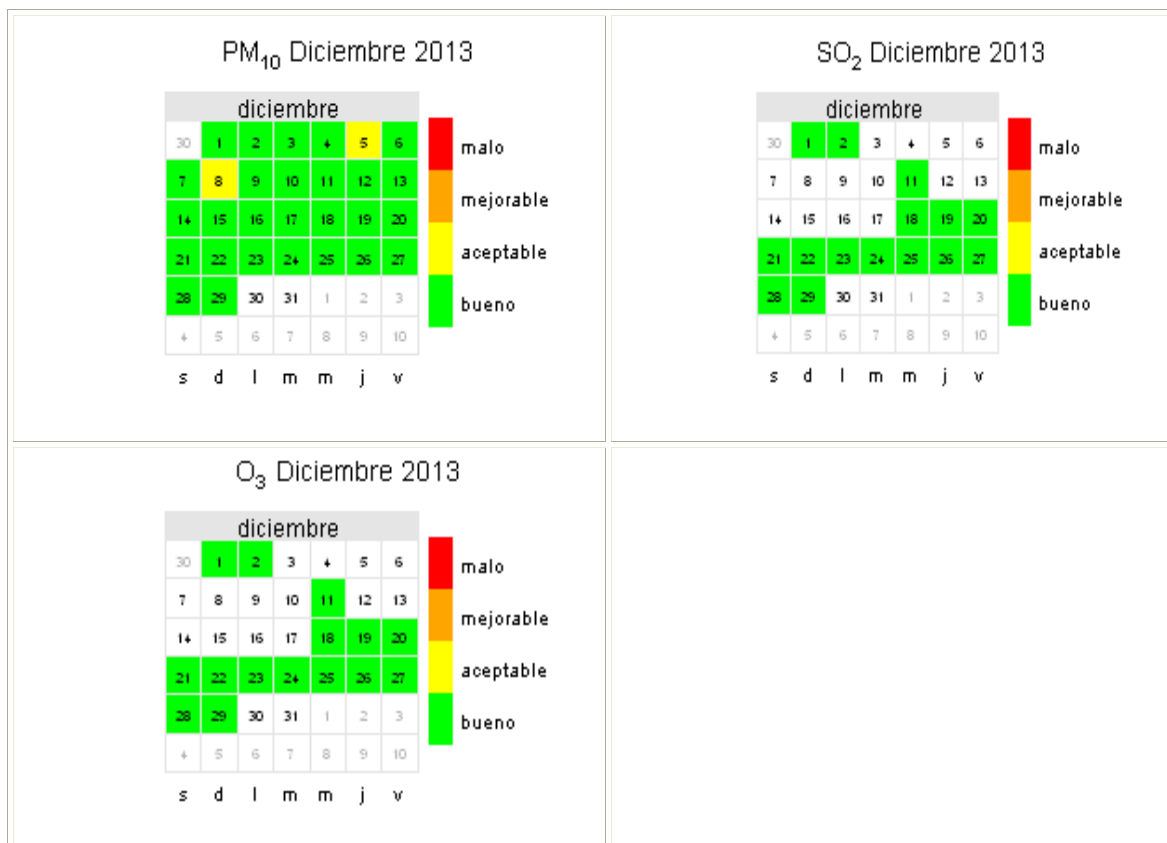 PM10 Diciembre 2013
diciembre
30 1 2 3 4 5 6
7 8 9 10 11 12 13
14 15 16 17 18 19 20
21 22 23 24 25 26 27
28 29 30 31 1 2 3
4 5 6 7 8 9 10
s d l m m j v
malo
mejorable
aceptable
bueno
SO2 Diciembre 2013
diciembre
30 1 2 3 4 5 6
7 8 9 10 11 12 13
14 15 16 17 18 19 20
21 22 23 24 25 26 27
28 29 30 31 1 2 3
4 5 6 7 8 9 10
s d l m m j v
malo
mejorable
aceptable
bueno
O3 Diciembre 2013
diciembre
30 1 2 3 4 5 6
7 8 9 10 11 12 13
14 15 16 17 18 19 20
21 22 23 24 25 26 27
28 29 30 31 1 2 3
4 5 6 7 8 9 10
s d l m m j v
malo
mejorable
aceptable
bueno